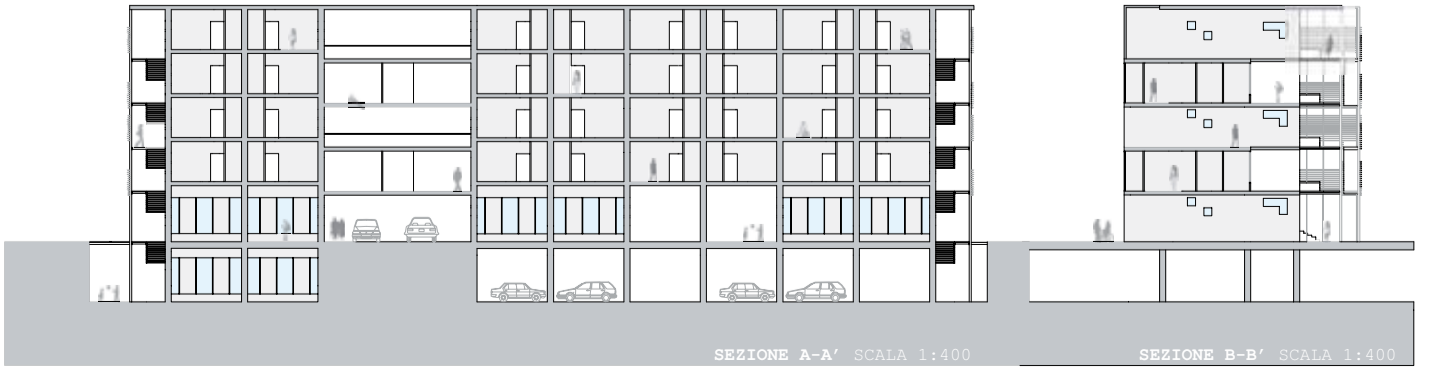 SEZIONE A-A' SCALA 1:400
SEZIONE B-B' SCALA 1:400